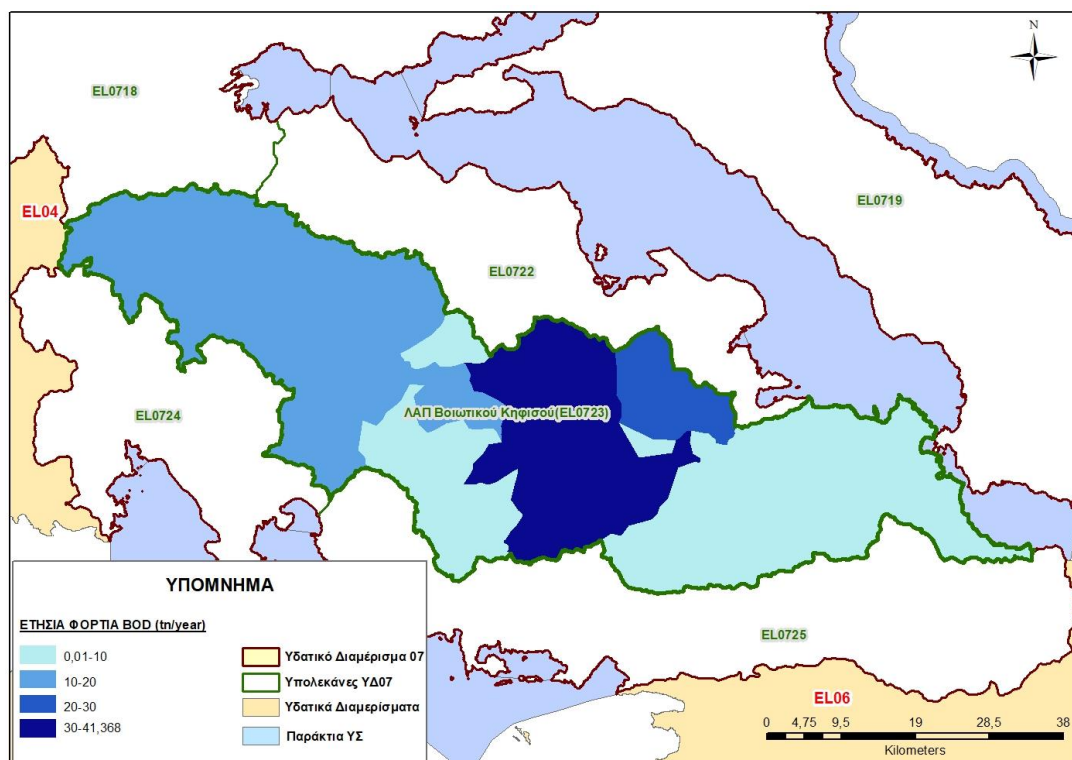 N
EL0718
EL04
EL0719
EL0722
EL0724
ΛΑΠ Βοιωτικού Κηφισού(EL0723)
EL0725
EL06
ΥΠΟΜΝΗΜΑ
ΕΤΗΣΙΑ ΦΟΡΤΙΑ BOD (tn/year)
0,01-10
10-20
20-30
30-41,368
Υδατικό Διαμέρισμα 07
Υπολεκάνες ΥΔ07
Υδατικά Διαμερίσματα
Παράκτια ΥΣ
0 4,75 9,5 19 28,5 38
Kilometers